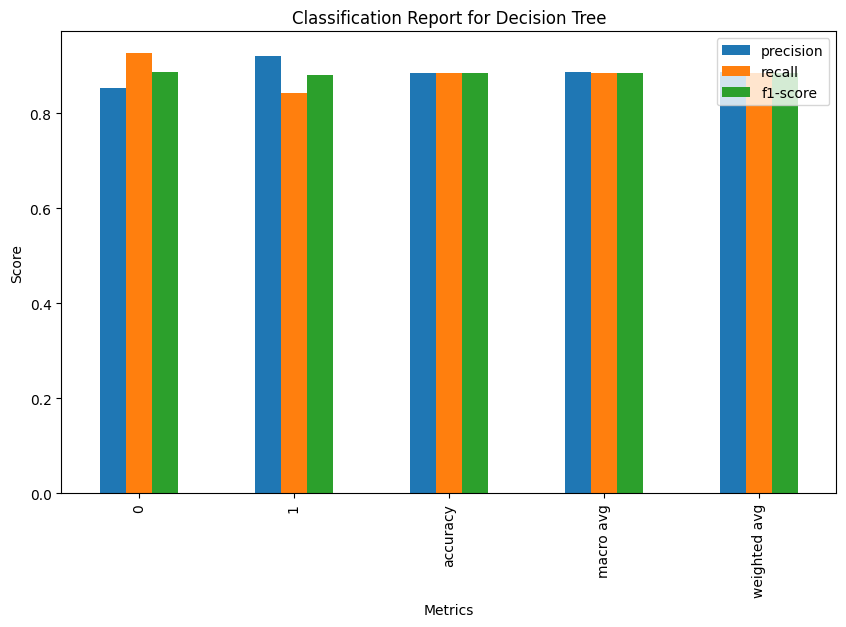 Classification Report for Decision Tree
precision
recall
f1-score
Score
0.8
0.6
0.4
0.2
0.0
0
1
accuracy
macro avg
weighted avg
Metrics